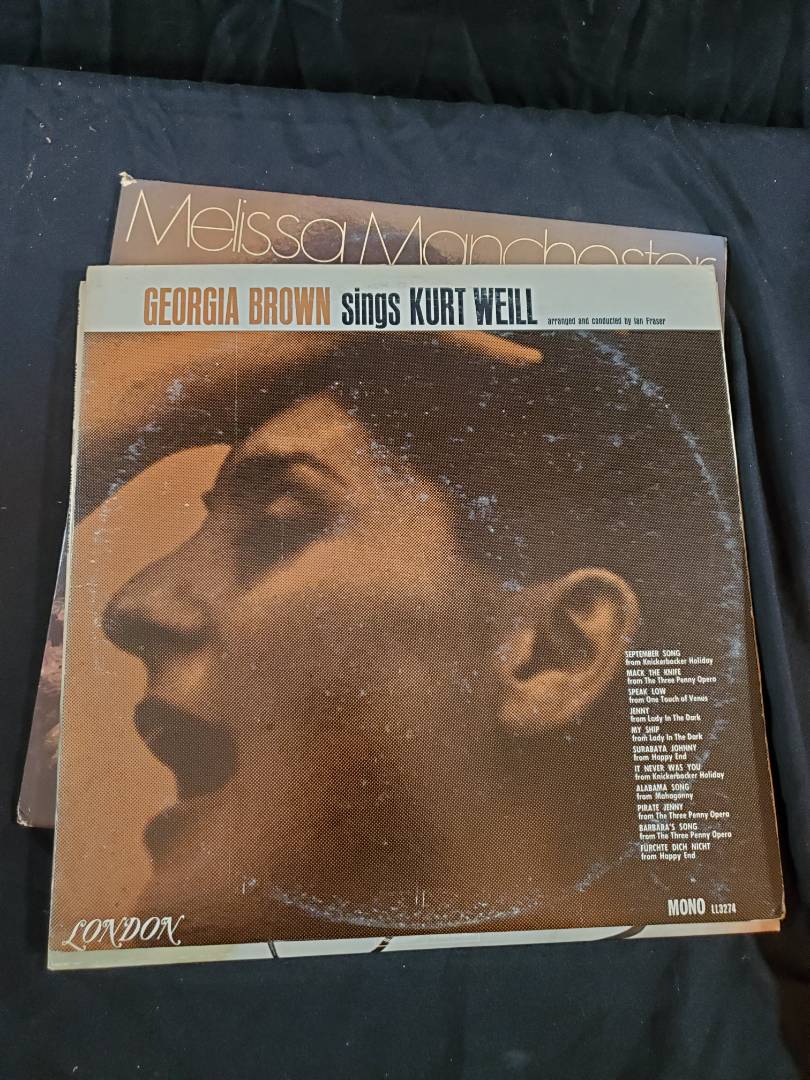 Melissa Manchester
GEORGIA BROWN sings KURT WEILL arranged and conducted by Ian Fraser
SEPTEMBER SONG
from Knickerbocker Holiday
MACK THE KNIFE
from The Three Penny Opera
SPEAK LOW
from One Touch of Venus
JENNY
from Lady In The Dark
MY SHIP
from Lady In The Dark
SURABAYA JOHNNY
from Happy End
IT NEVER WAS YOU
from Knickerbocker Holiday
ALABAMA SONG
from Mahogonny
PIRATE JENNY
from The Three Penny Opera
BARBARA'S SONG
from The Three Penny Opera
FÜRCHTE DICH NICHT
from Happy End
MONO LL3274
LONDON